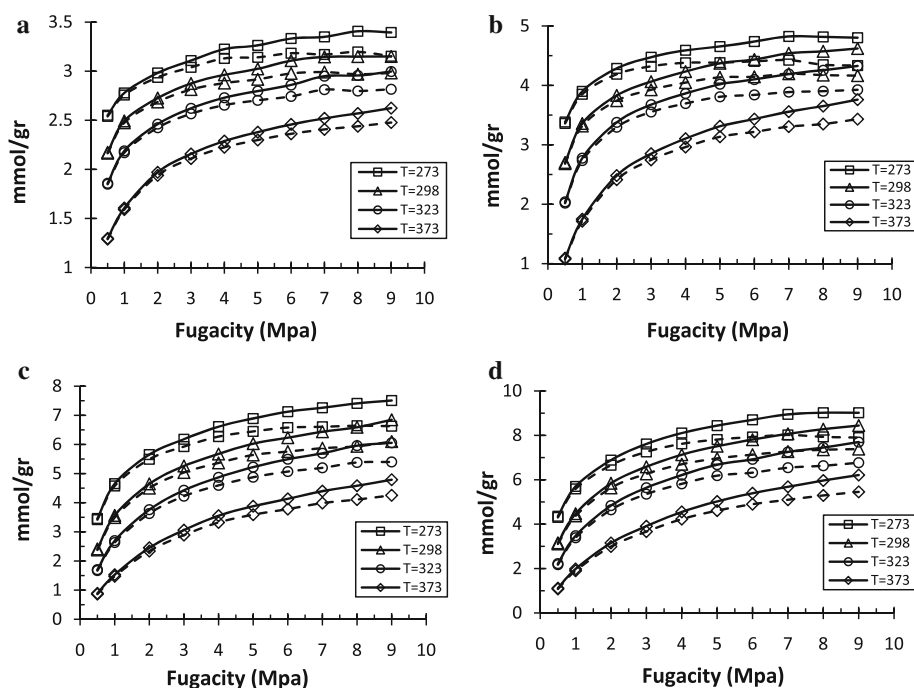 a
3.5
3
2.5
2
1.5
1
mmol/gr
0 1 2 3 4 5 6 7 8 9 10
Fugacity (Mpa)
T=273
T=298
T=323
T=373
b
5
4
3
2
1
mmol/gr
0 1 2 3 4 5 6 7 8 9 10
Fugacity (Mpa)
T=273
T=298
T=323
T=373
c
8
7
6
5
4
3
2
1
0
mmol/gr
0 1 2 3 4 5 6 7 8 9 10
Fugacity (Mpa)
T=273
T=298
T=323
T=373
d
10
8
6
4
2
0
mmol/gr
0 1 2 3 4 5 6 7 8 9 10
Fugacity (Mpa)
T=273
T=298
T=323
T=373